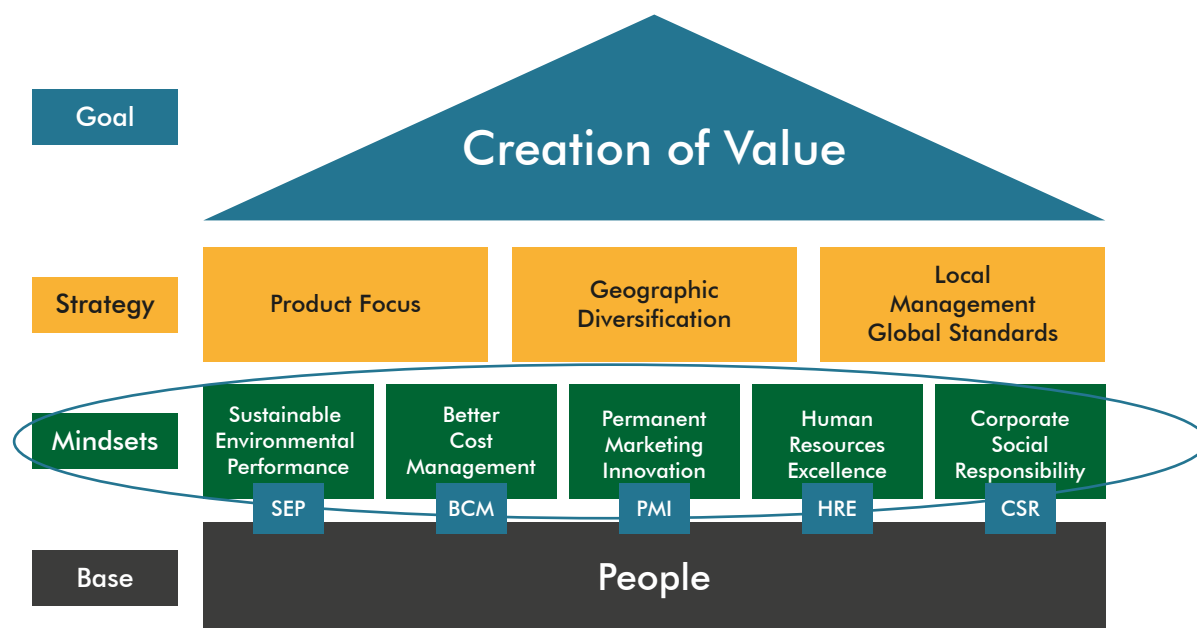 Goal
Creation of Value
Strategy
Product Focus
Geographic
Diversification
Local
Management
Global Standards
Mindsets
Sustainable
Environmental
Performance
SEP
Better
Cost
Management
BCM
Permanent
Marketing
Innovation
PMI
Human
Resources
Excellence
HRE
Corporate
Social
Responsibility
CSR
Base
People